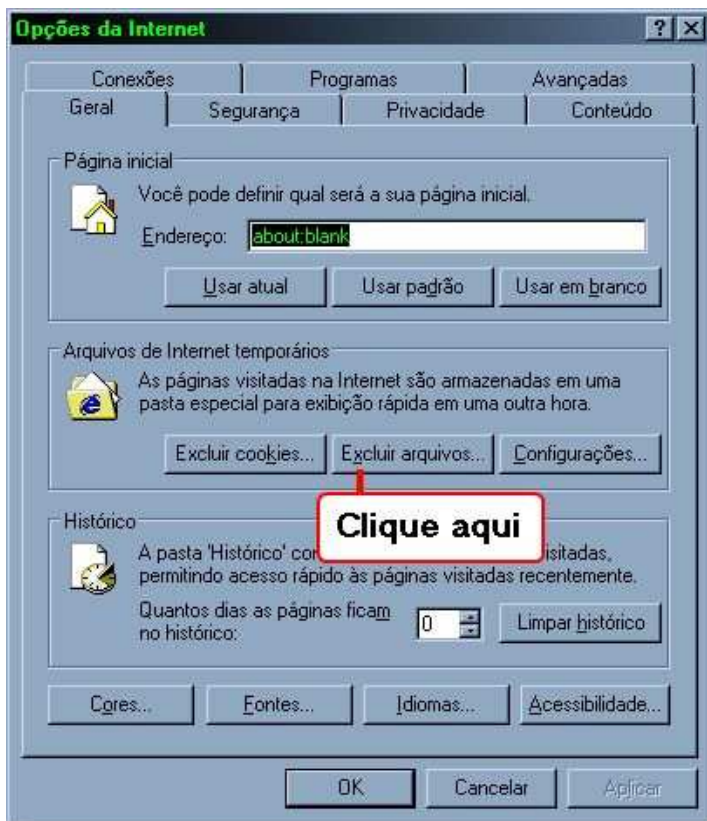 Opções da Internet
Conexões Programas Avançadas
Geral Segurança Privacidade Conteúdo
Página inicial
Você pode definir qual será a sua página inicial.
Endereço: about:blank
Usar atual Usar padrão Usar em branco
Arquivos de Internet temporários
As páginas visitadas na Internet são armazenadas em uma
pasta especial para exibição rápida em uma outra hora.
Excluir cookies... Excluir arquivos... Configurações...
Clique aqui
Histórico
A pasta 'Histórico' isitadas,
permitindo acesso rápido às páginas visitadas recentemente.
Quantos dias as páginas ficam
no histórico: 0 Limpar histórico
Cores... Fontes... Idiomas... Acessibilidade...
OK Cancelar Aplicar